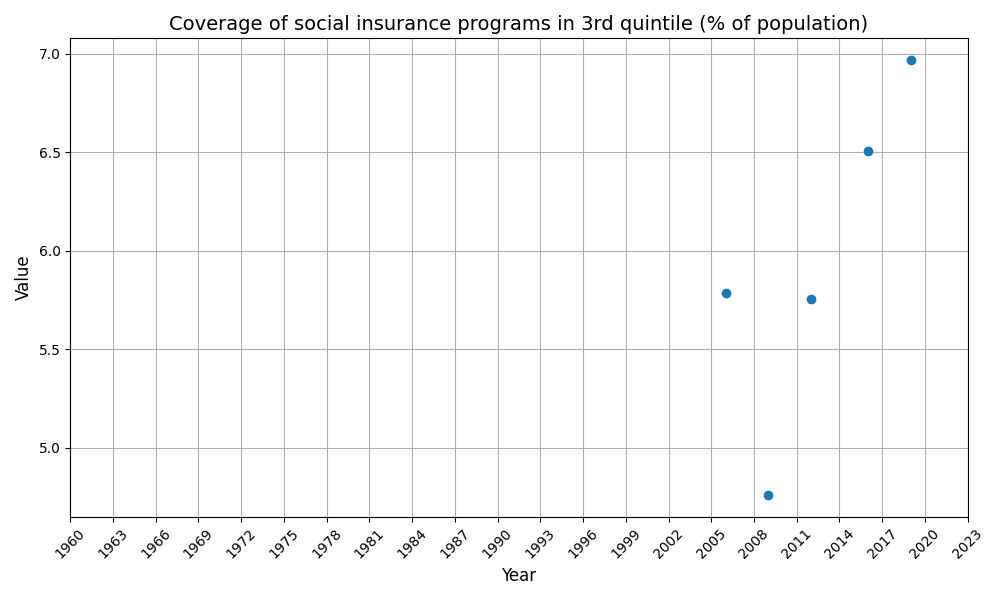 Coverage of social insurance programs in 3rd quintile (% of population)
7.0
6.5
6.0
5.5
5.0
Value
1960 1963 1966 1969 1972 1975 1978 1981 1984 1987 1990 1993 1996 1999 2002 2005 2008 2011 2014 2017 2020 2023
Year